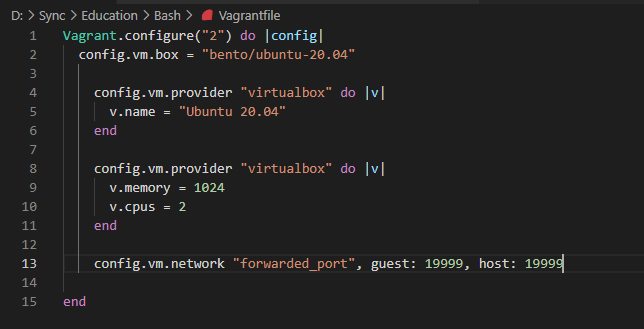 D: > Sync > Education > Bash > Vagrantfile
1 Vagrant.configure("2") do |config|
2   config.vm.box = "bento/ubuntu-20.04"
3
4     config.vm.provider "virtualbox" do |v|
5       v.name = "Ubuntu 20.04"
6     end
7
8     config.vm.provider "virtualbox" do |v|
9       v.memory = 1024
10       v.cpus = 2
11     end
12
13     config.vm.network "forwarded_port", guest: 19999, host: 19999
14
15 end